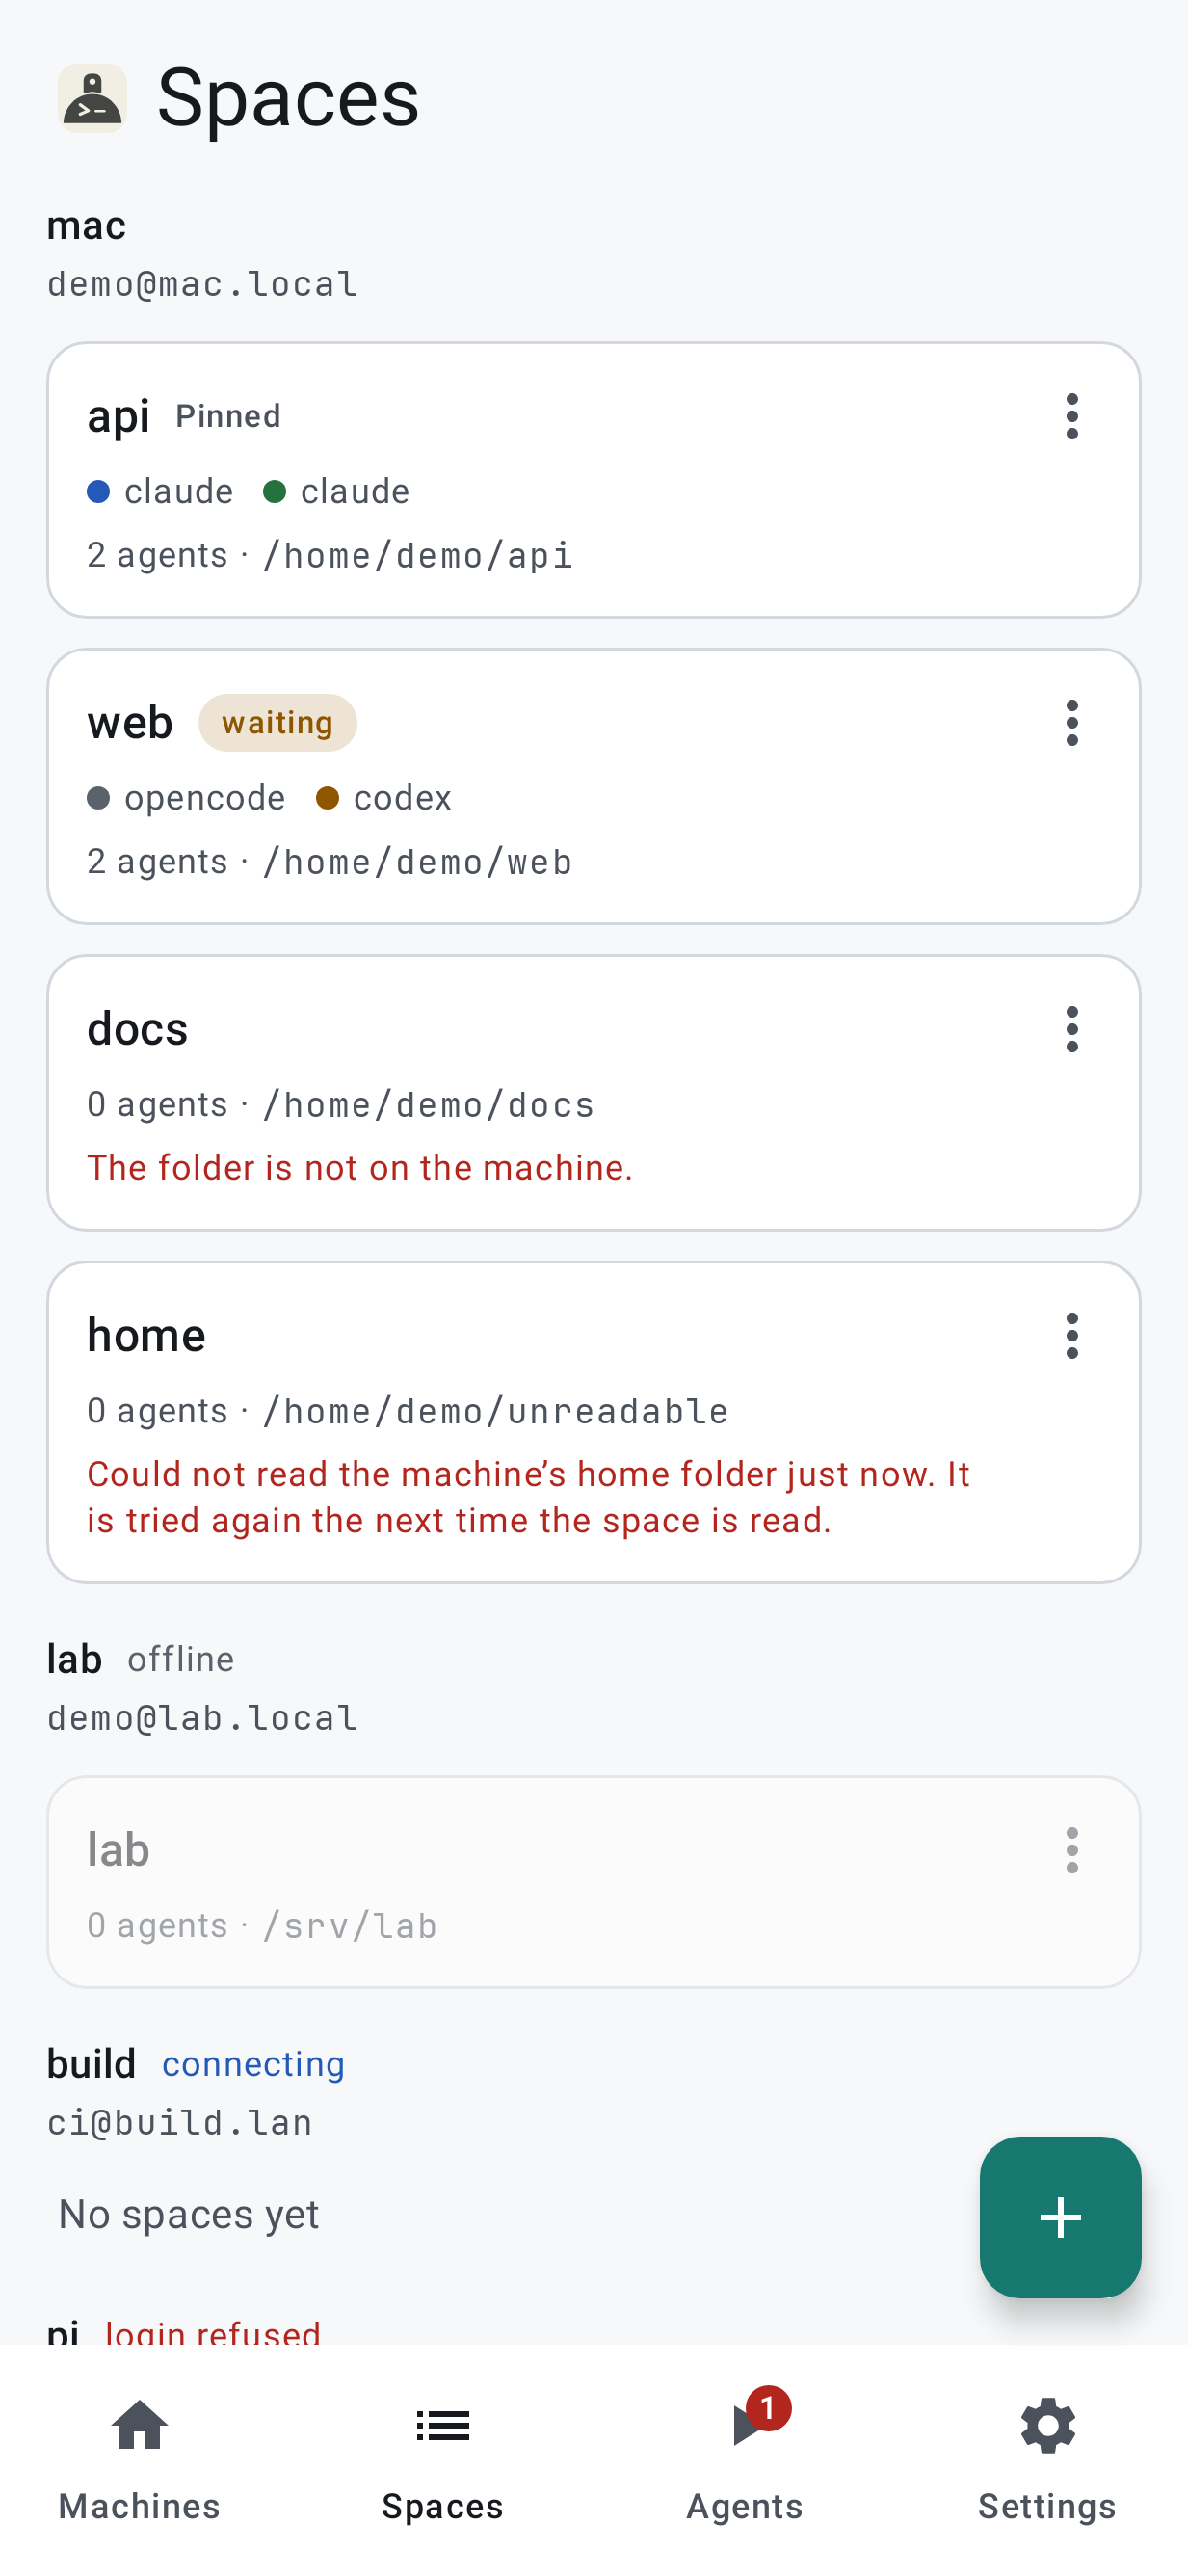 Spaces
mac
demo@mac.local
api Pinned
claude claude
2 agents · /home/demo/api
web waiting
opencode codex
2 agents · /home/demo/web
docs
0 agents · /home/demo/docs
The folder is not on the machine.
home
0 agents · /home/demo/unreadable
Could not read the machine’s home folder just now. It
is tried again the next time the space is read.
lab offline
demo@lab.local
lab
0 agents · /srv/lab
build connecting
ci@build.lan
No spaces yet
pi login refused
1
Machines Spaces Agents Settings